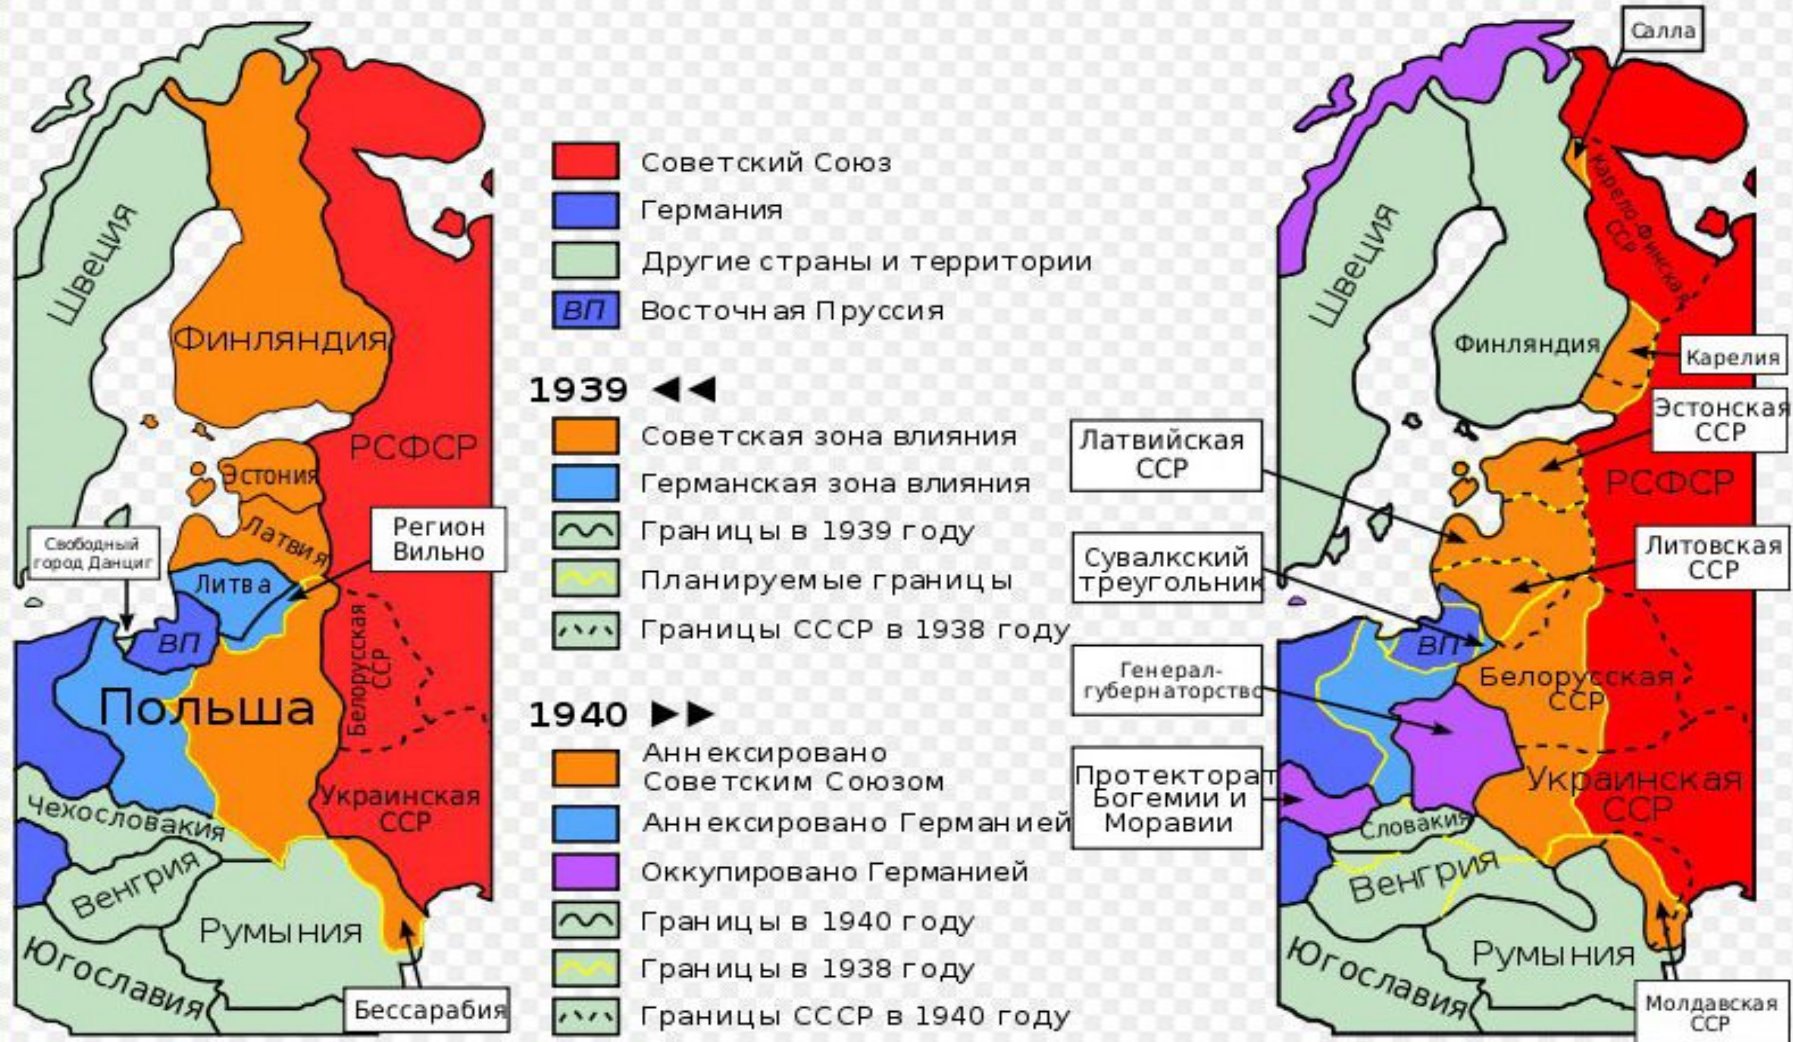 Швеция
Финляндия
РСФСР
Эстония
Латвия
Регион
Вильно
Свободный
город Данциг
Литва
ВП
Белорусская
ССР
Польша
Украинская
ССР
Чехословакия
Венгрия
Румыния
Югославия
Бессарабия
Советский Союз
Германия
Другие страны и территории
ВП Восточная Пруссия
1939 ◄◄
Советская зона влияния
Германская зона влияния
Границы в 1939 году
Планируемые границы
Границы СССР в 1938 году
1940 ►►
Аннексировано
Советским Союзом
Аннексировано Германией
Оккупировано Германией
Границы в 1940 году
Границы в 1938 году
Границы СССР в 1940 году
Салла
Карело-Финская
ССР
Швеция
Финляндия
Карелия
Эстонская
ССР
Латвийская
ССР
РСФСР
Литовская
ССР
Сувалкский
треугольник
ВП
Генерал-
губернаторство
Белорусская
ССР
Протекторат
Богемии и
Моравии
Украинская
ССР
Словакия
Венгрия
Румыния
Югославия
Молдавская
ССР